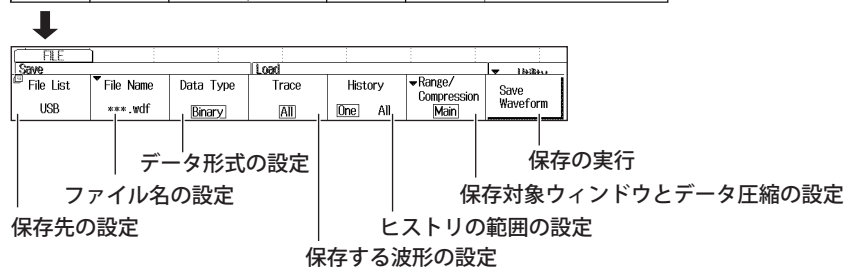 FILE
Save Load Utility
File List File Name Data Type Trace History Range/Compression Save Waveform
USB ***.wdf Binary All One All Main
データ形式の設定 保存の実行
ファイル名の設定 保存対象ウィンドウとデータ圧縮の設定
保存先の設定 ヒストリの範囲の設定
保存する波形の設定